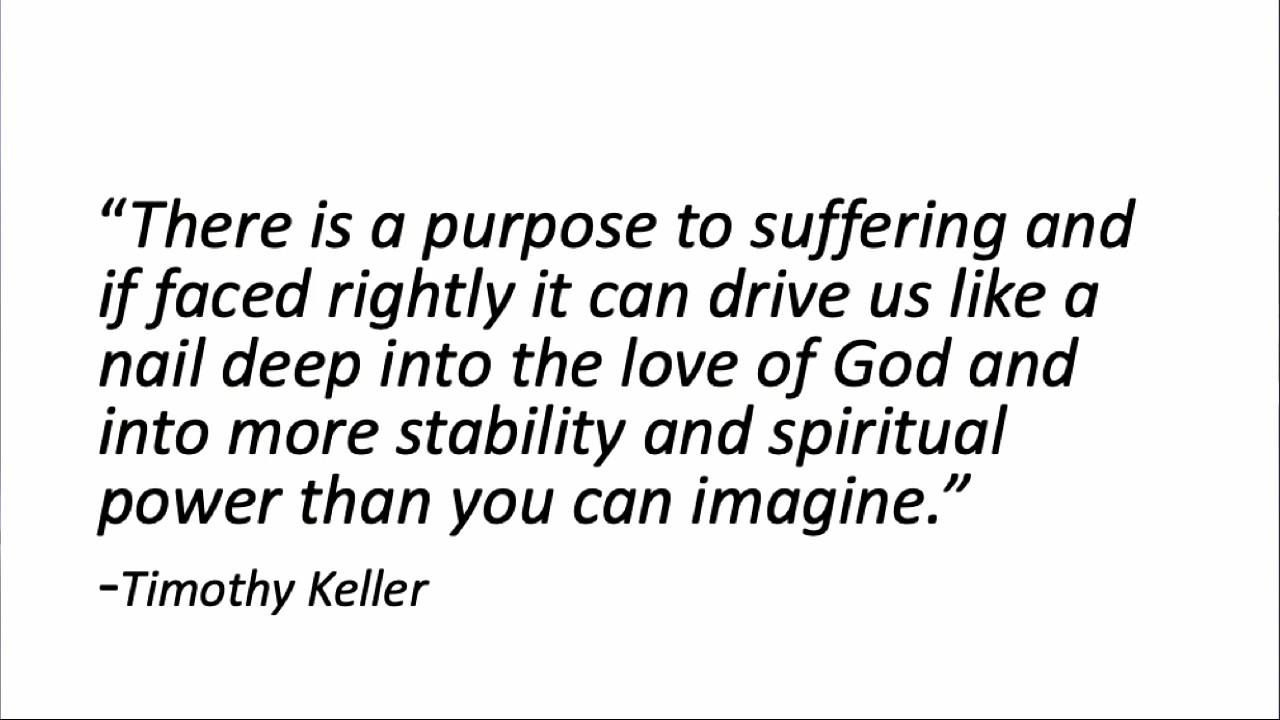 “There is a purpose to suffering and
if faced rightly it can drive us like a
nail deep into the love of God and
into more stability and spiritual
power than you can imagine.”
-Timothy Keller